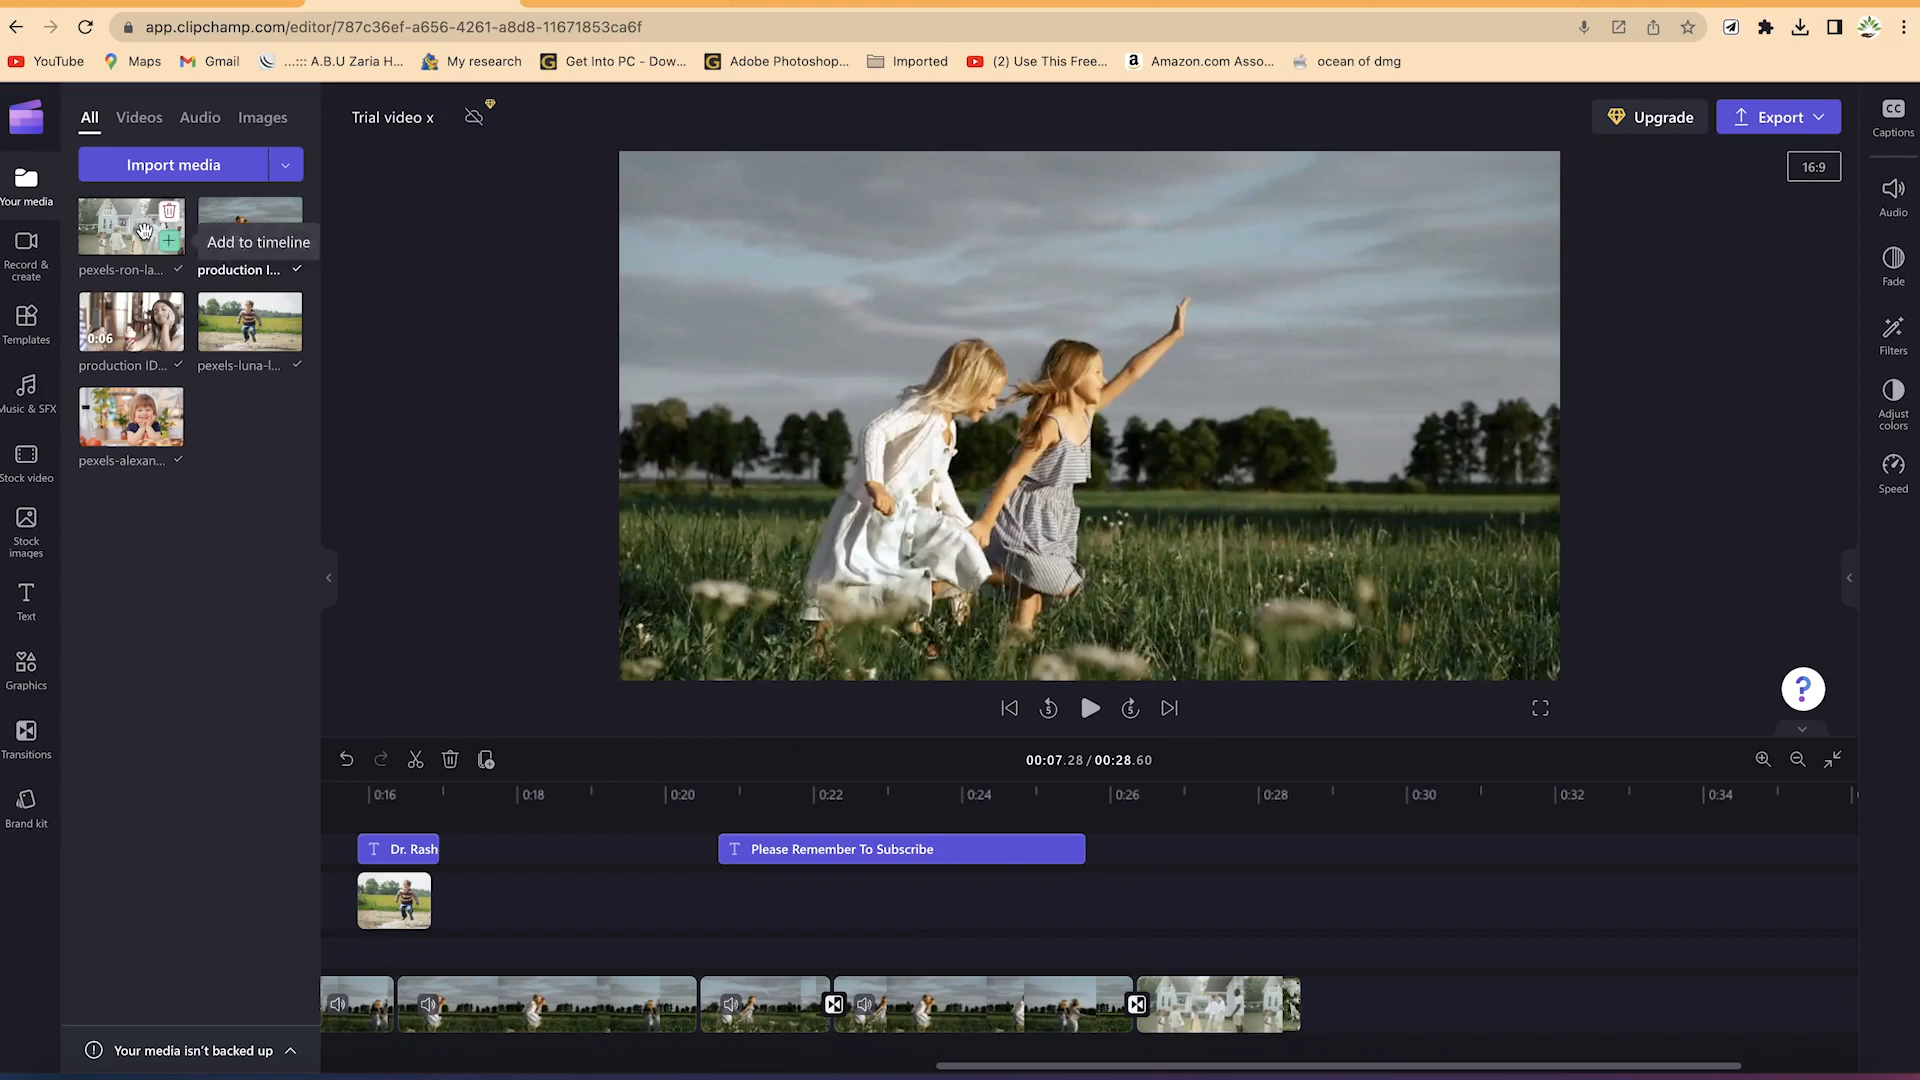 app.clipchamp.com/editor/787c36ef-a656-4261-a8d8-11671853ca6f
YouTube Maps Gmail ...::: A.B.U Zaria H... My research Get Into PC - Dow... Adobe Photoshop... Imported (2) Use This Free... Amazon.com Asso... ocean of dmg
All Videos Audio Images
Trial video x
Upgrade
Export
CC
Captions
Import media
16:9
Your media
Add to timeline
pexels-ron-la...
production I...
Audio
Record &
create
Fade
0:06
production ID...
pexels-luna-l...
Templates
Filters
Music & SFX
Adjust
colors
pexels-alexan...
Stock video
Speed
Stock
images
Text
Graphics
?
5
5
Transitions
00:07.28 / 00:28.60
0:16 0:18 0:20 0:22 0:24 0:26 0:28 0:30 0:32 0:34
Brand kit
T Dr. Rash
T Please Remember To Subscribe
Your media isn't backed up